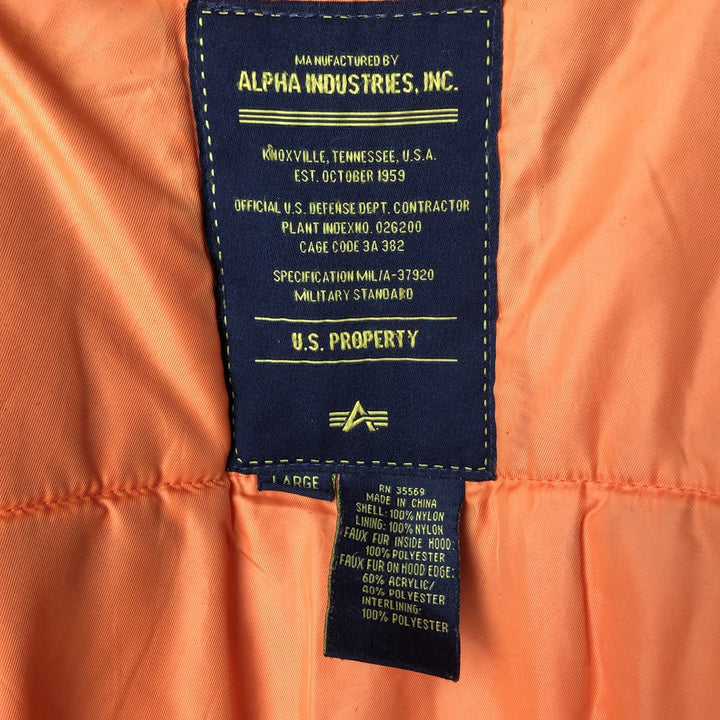 MANUFACTURED BY
ALPHA INDUSTRIES, INC.
KNOXVILLE, TENNESSEE, U.S.A.
EST. OCTOBER 1959
OFFICIAL U.S. DEFENSE DEPT. CONTRACTOR
PLANT INDEXNO. 026200
CAGE CODE 3A 382
SPECIFICATION MIL/A-37920
MILITARY STANDARD
U.S. PROPERTY
LARGE
RN 35569
MADE IN CHINA
SHELL: 100% NYLON
LINING: 100% NYLON
FAUX FUR INSIDE HOOD:
100% POLYESTER
FAUX FUR ON HOOD EDGE:
60% ACRYLIC/
40% POLYESTER
INTERLINING:
100% POLYESTER